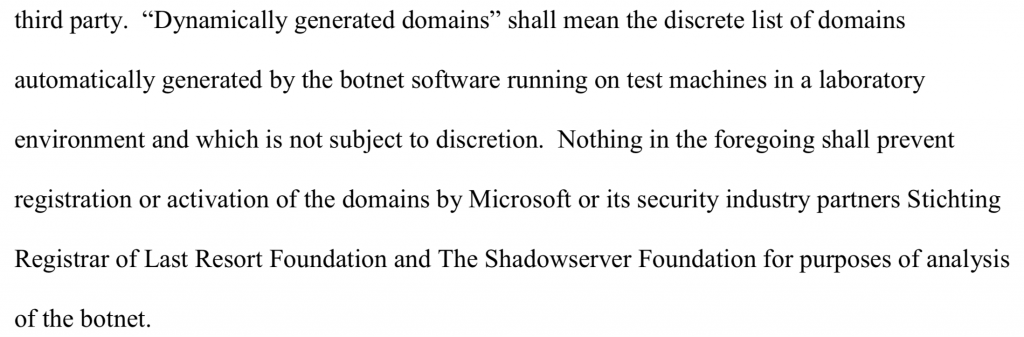 third party.  “Dynamically generated domains” shall mean the discrete list of domains
automatically generated by the botnet software running on test machines in a laboratory
environment and which is not subject to discretion.  Nothing in the foregoing shall prevent
registration or activation of the domains by Microsoft or its security industry partners Stichting
Registrar of Last Resort Foundation and The Shadowserver Foundation for purposes of analysis
of the botnet.